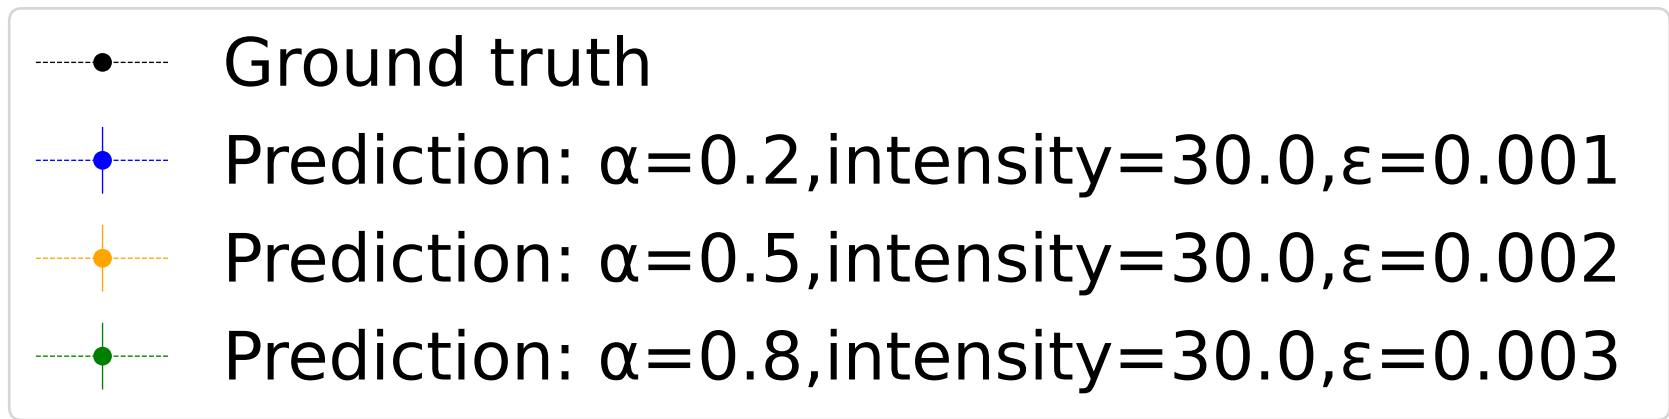 Ground truth
Prediction: α=0.2,intensity=30.0,ε=0.001
Prediction: α=0.5,intensity=30.0,ε=0.002
Prediction: α=0.8,intensity=30.0,ε=0.003